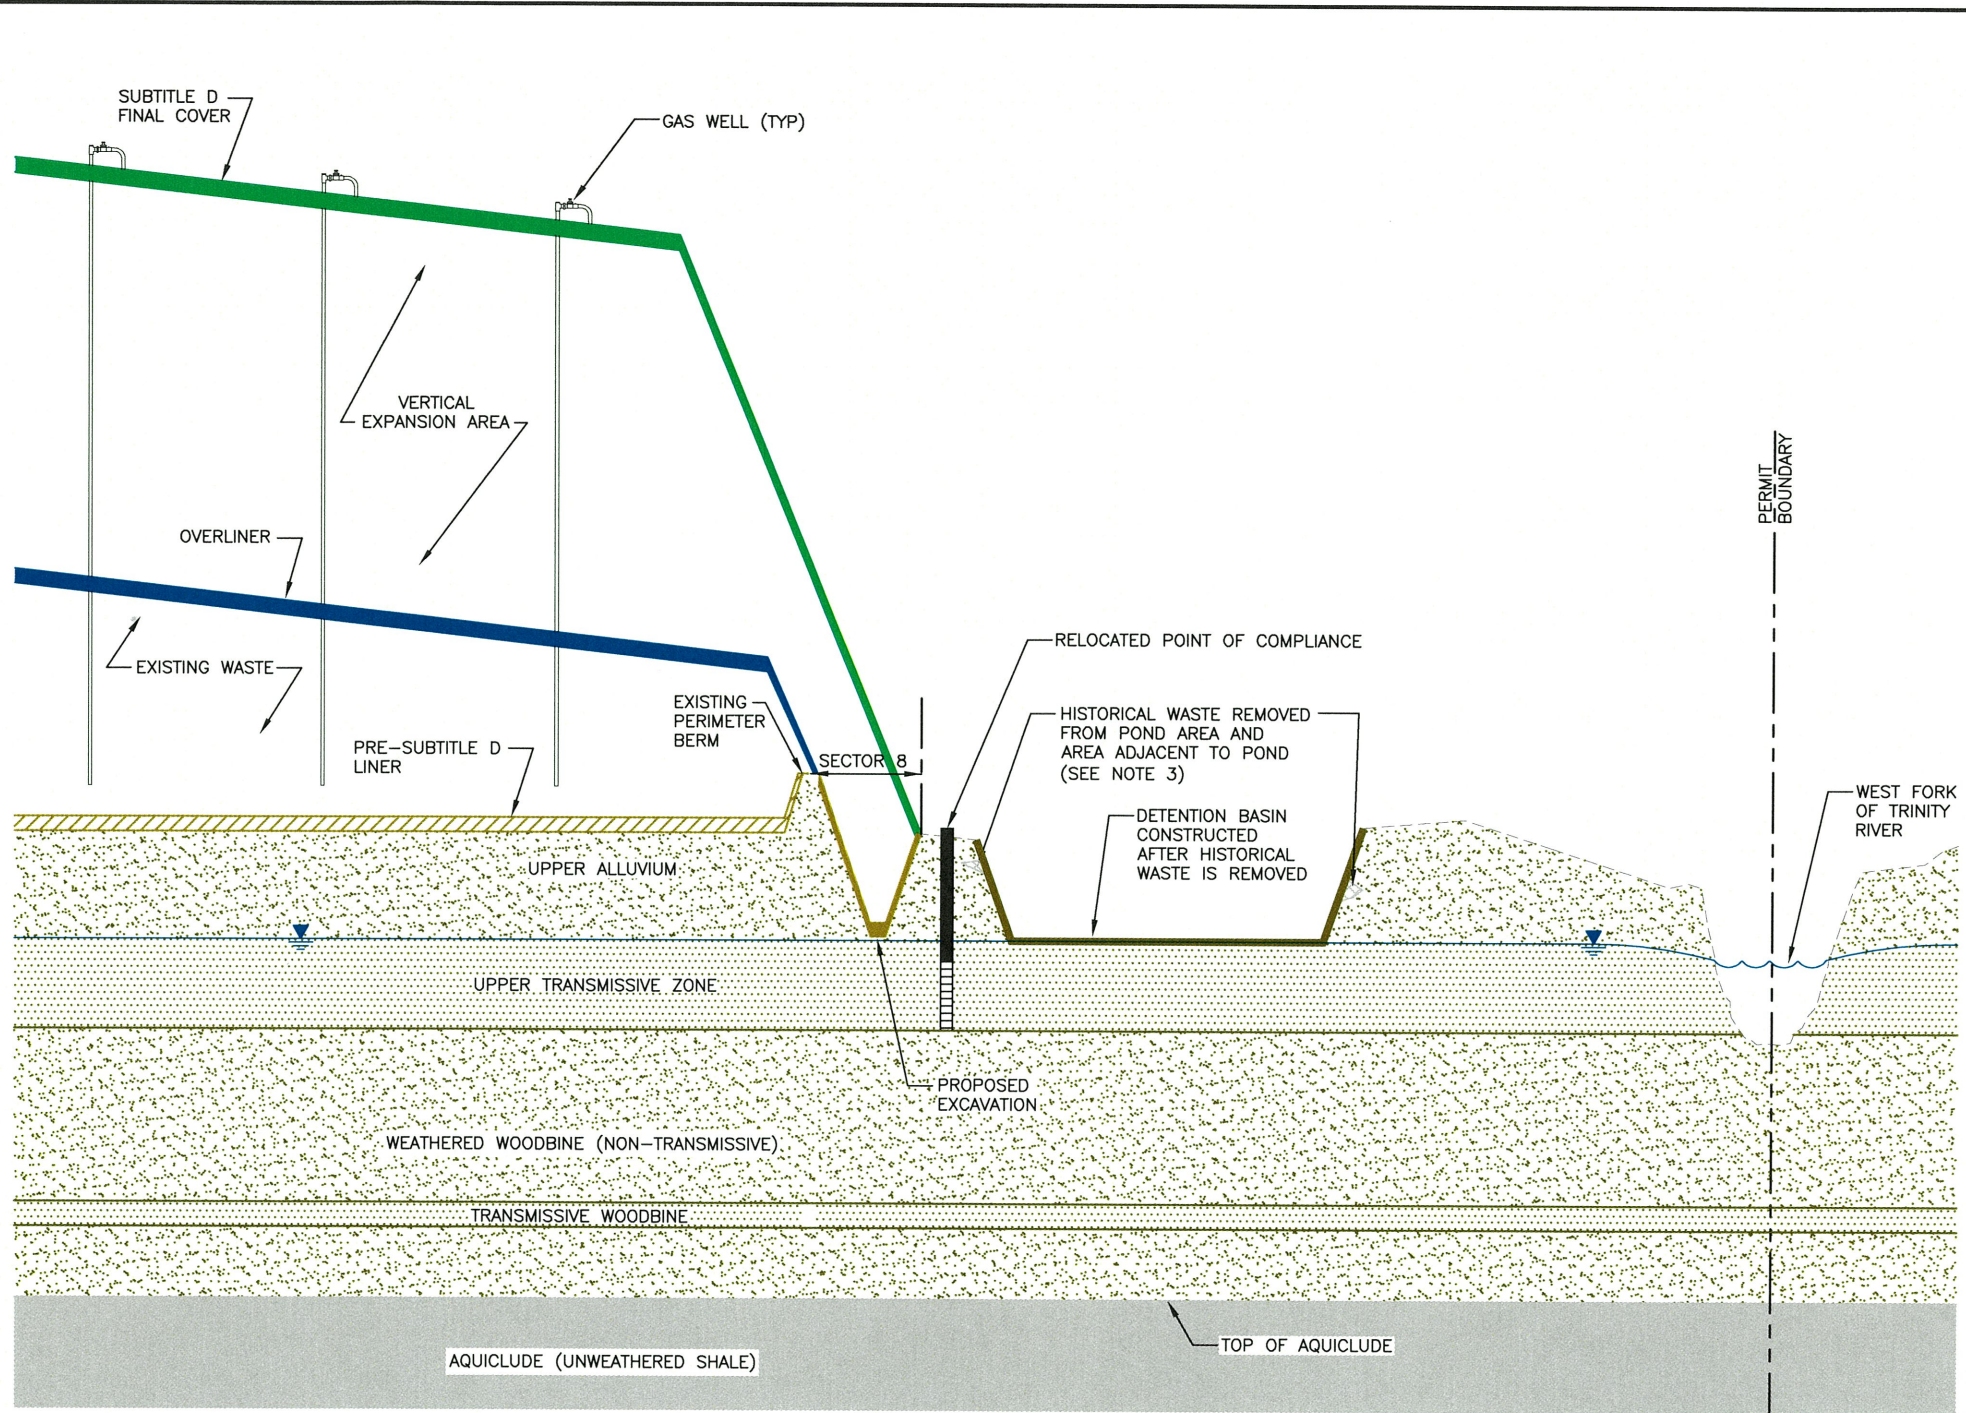 SUBTITLE D
FINAL COVER
GAS WELL (TYP)
VERTICAL
EXPANSION AREA
OVERLINER
EXISTING WASTE
PRE-SUBTITLE D
LINER
EXISTING
PERIMETER
BERM
SECTOR 8
RELOCATED POINT OF COMPLIANCE
HISTORICAL WASTE REMOVED
FROM POND AREA AND
AREA ADJACENT TO POND
(SEE NOTE 3)
DETENTION BASIN
CONSTRUCTED
AFTER HISTORICAL
WASTE IS REMOVED
PERMIT
BOUNDARY
WEST FORK
OF TRINITY
RIVER
UPPER ALLUVIUM
UPPER TRANSMISSIVE ZONE
PROPOSED
EXCAVATION
WEATHERED WOODBINE (NON-TRANSMISSIVE)
TRANSMISSIVE WOODBINE
TOP OF AQUICLUDE
AQUICLUDE (UNWEATHERED SHALE)